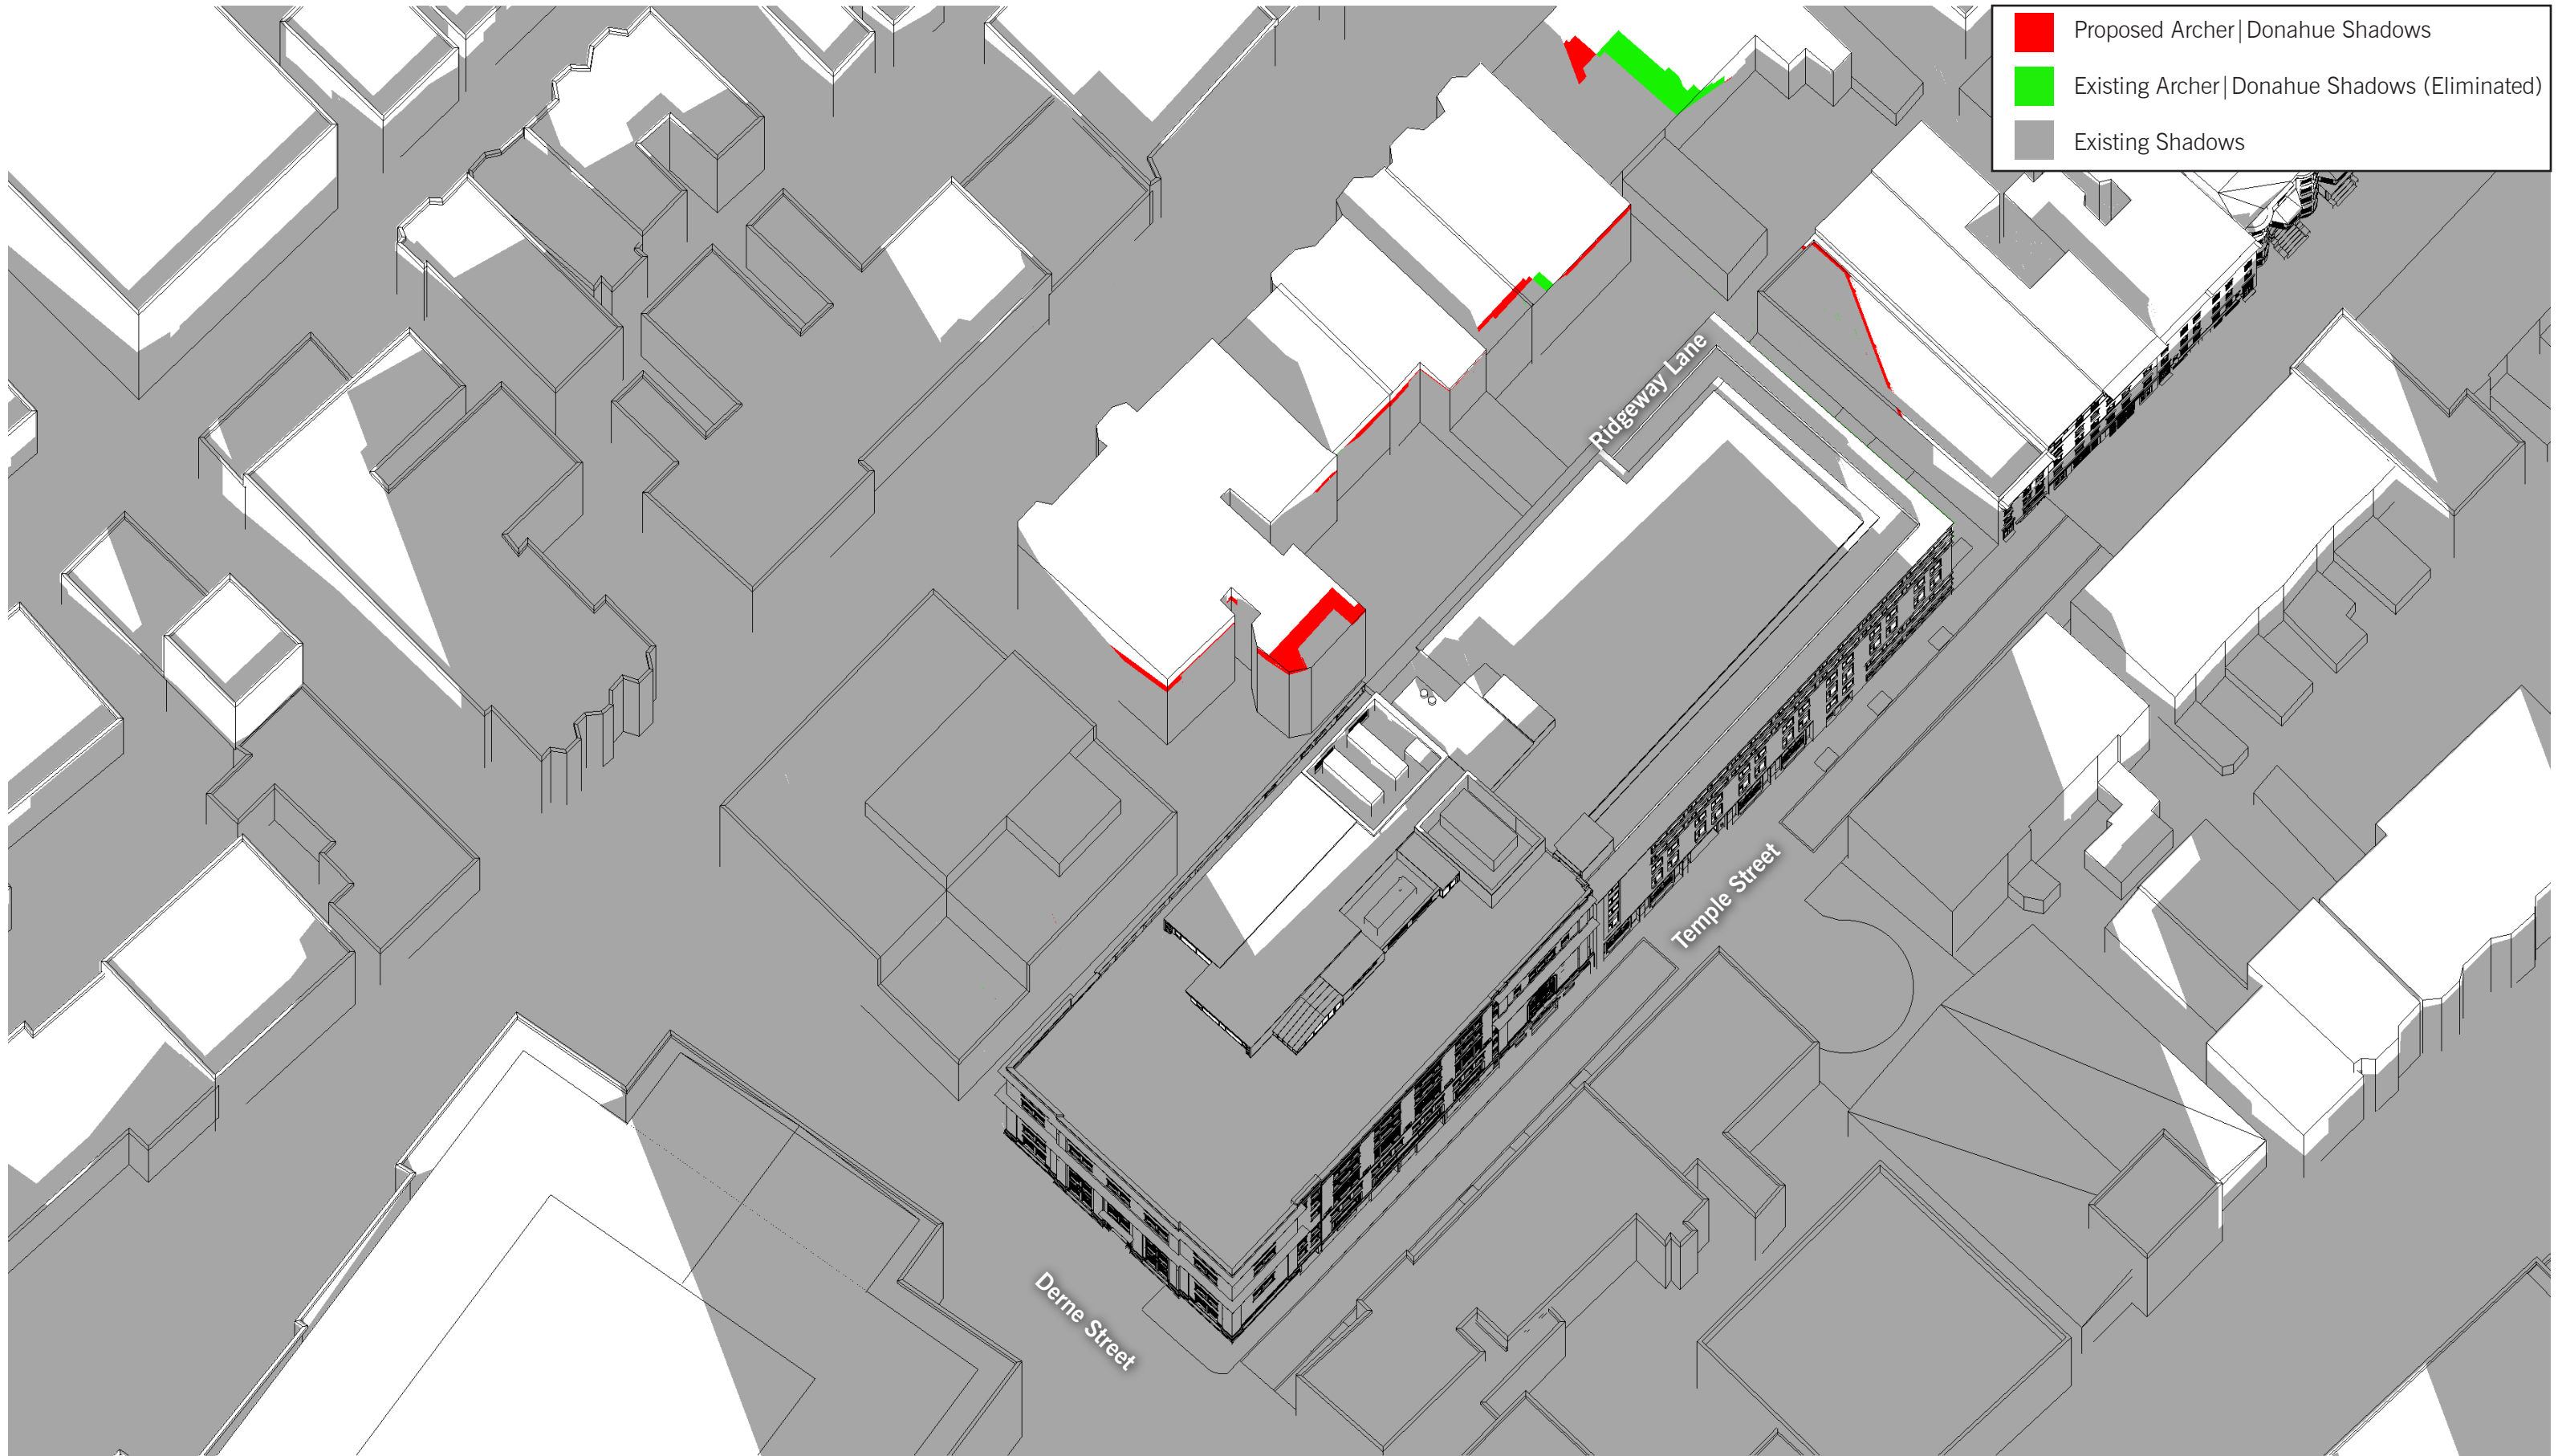 Proposed Archer|Donahue Shadows
Existing Archer|Donahue Shadows (Eliminated)
Existing Shadows
Ridgeway Lane
Temple Street
Derne Street